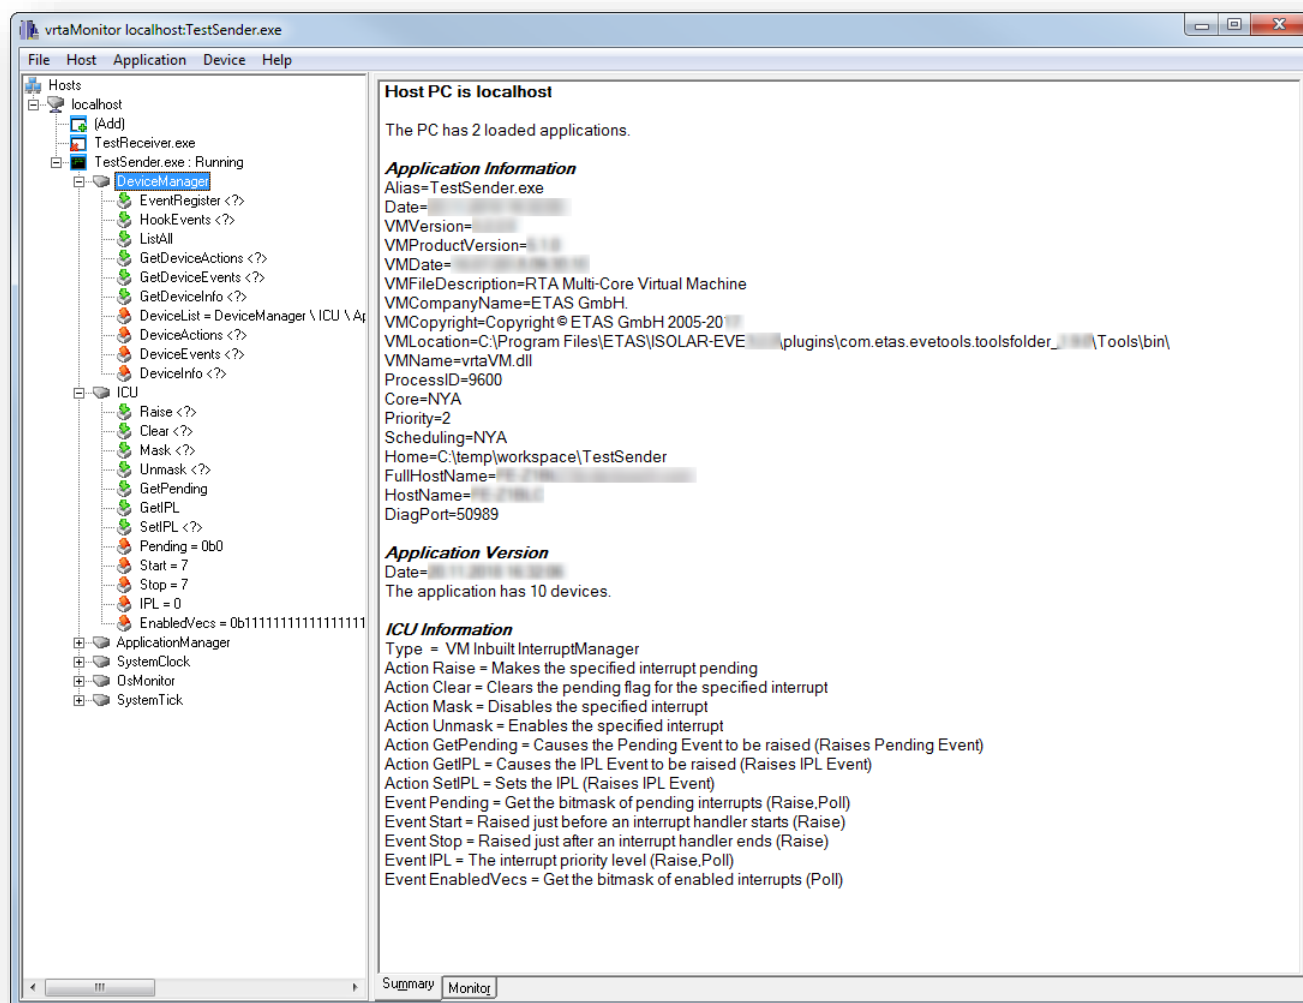 vrtaMonitor localhost:TestSender.exe
File Host Application Device Help
Hosts
localhost
(Add)
TestReceiver.exe
TestSender.exe : Running
DeviceManager
EventRegister <?>
HookEvents <?>
ListAll
GetDeviceActions <?>
GetDeviceEvents <?>
GetDeviceInfo <?>
DeviceList = DeviceManager \ ICU \ Ap
DeviceActions <?>
DeviceEvents <?>
DeviceInfo <?>
ICU
Raise <?>
Clear <?>
Mask <?>
Unmask <?>
GetPending
GetIPL
SetIPL <?>
Pending = 0b0
Start = 7
Stop = 7
IPL = 0
EnabledVecs = 0b11111111111111111
ApplicationManager
SystemClock
OsMonitor
SystemTick
Host PC is localhost
The PC has 2 loaded applications.
Application Information
Alias=TestSender.exe
Date=
VMVersion=
VMProductVersion=
VMDate=
VMFileDescription=RTA Multi-Core Virtual Machine
VMCompanyName=ETAS GmbH.
VMCopyright=Copyright © ETAS GmbH 2005-20
VMLocation=C:\Program Files\ETAS\ISOLAR-EVE \plugins\com.etas.evetools.toolsfolder_ \Tools\bin\
VMName=vrtaVM.dll
ProcessID=9600
Core=NYA
Priority=2
Scheduling=NYA
Home=C:\temp\workspace\TestSender
FullHostName=
HostName=
DiagPort=50989
Application Version
Date=
The application has 10 devices.
ICU Information
Type = VM Inbuilt InterruptManager
Action Raise = Makes the specified interrupt pending
Action Clear = Clears the pending flag for the specified interrupt
Action Mask = Disables the specified interrupt
Action Unmask = Enables the specified interrupt
Action GetPending = Causes the Pending Event to be raised (Raises Pending Event)
Action GetIPL = Causes the IPL Event to be raised (Raises IPL Event)
Action SetIPL = Sets the IPL (Raises IPL Event)
Event Pending = Get the bitmask of pending interrupts (Raise,Poll)
Event Start = Raised just before an interrupt handler starts (Raise)
Event Stop = Raised just after an interrupt handler ends (Raise)
Event IPL = The interrupt priority level (Raise,Poll)
Event EnabledVecs = Get the bitmask of enabled interrupts (Poll)
Summary Monitor